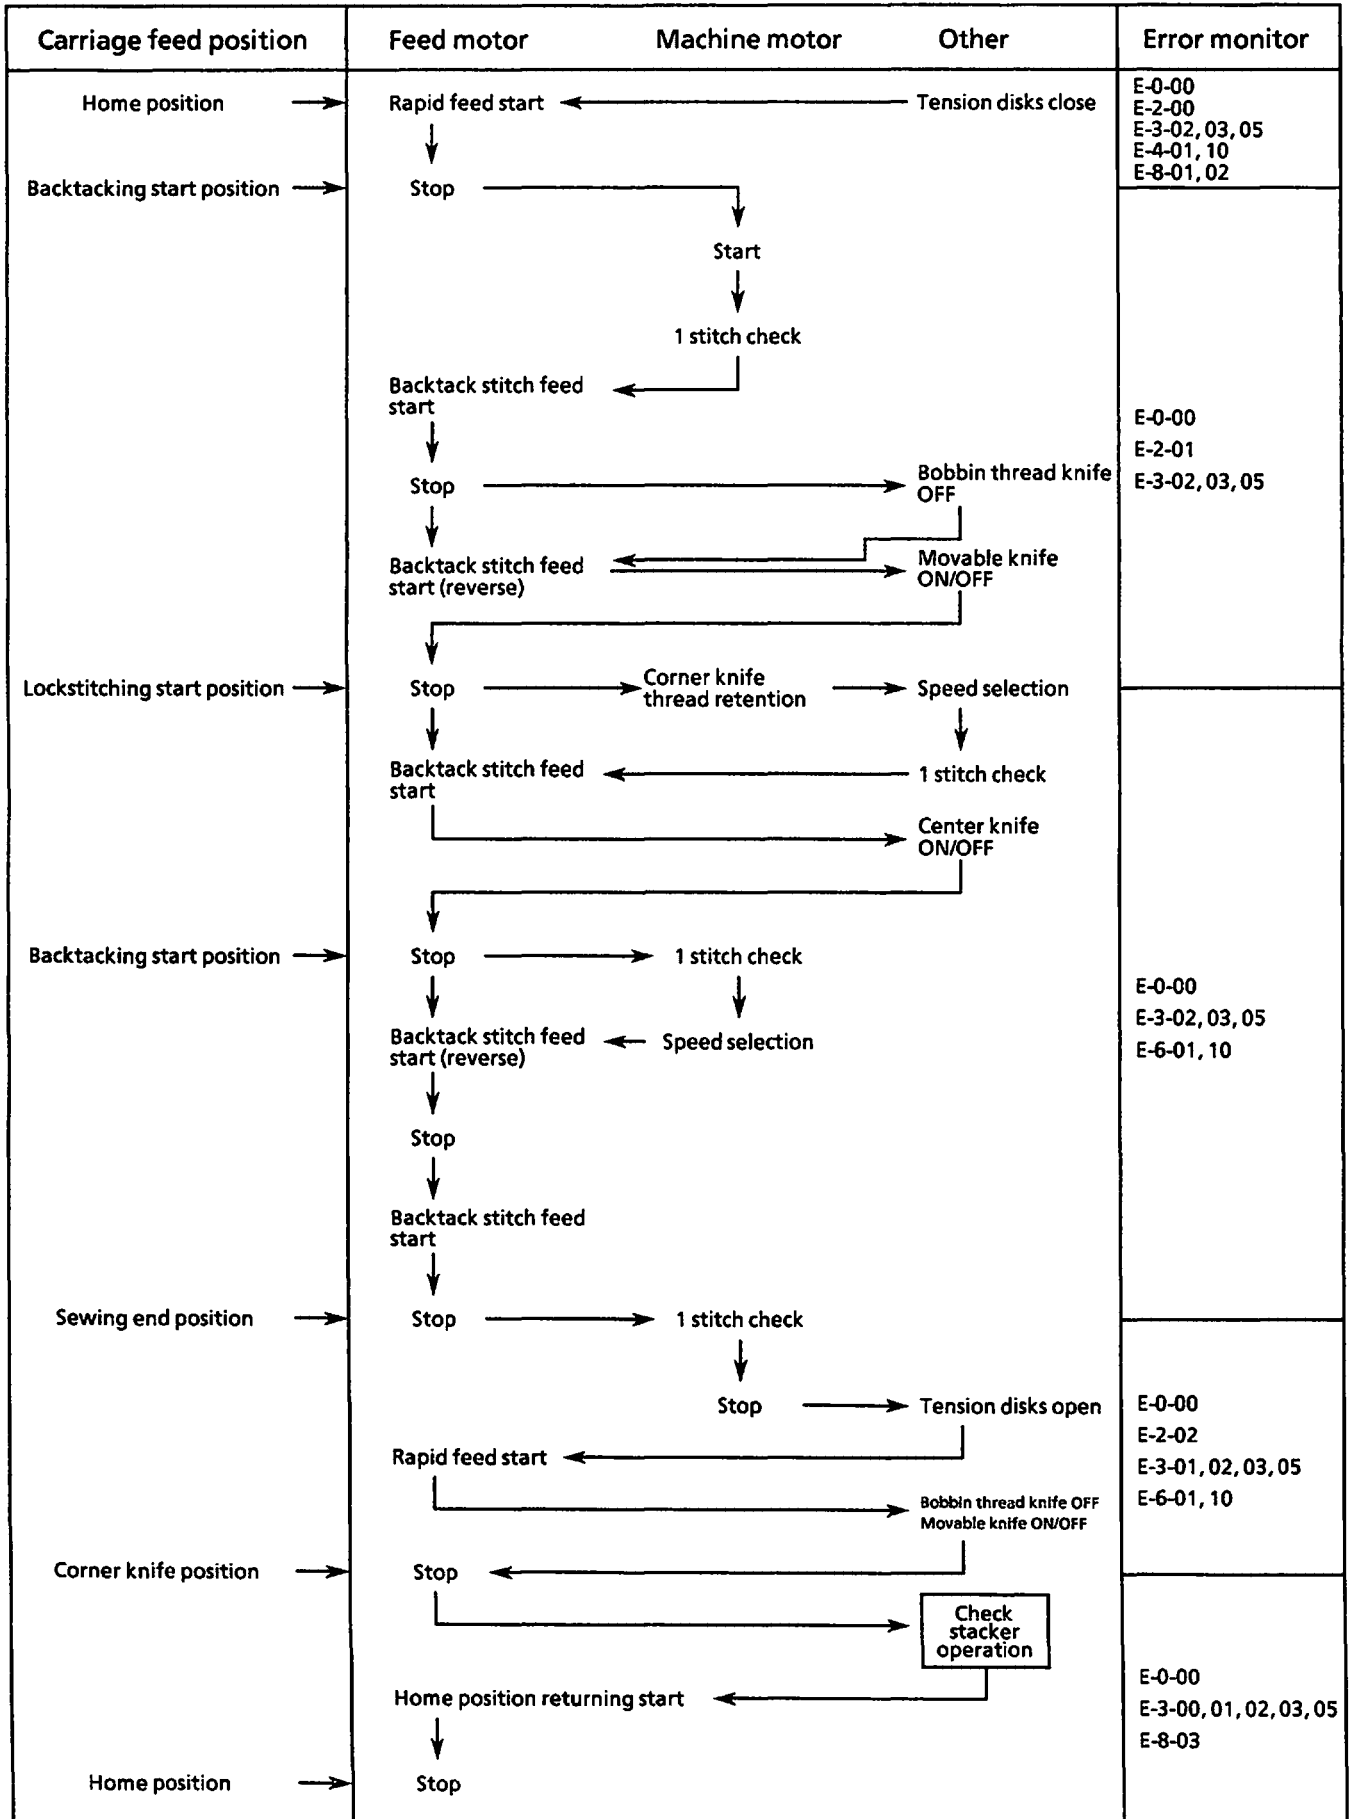 Carriage feed position
Feed motor
Machine motor
Other
Error monitor
Home position
Rapid feed start
Tension disks close
E-0-00
E-2-00
E-3-02, 03, 05
E-4-01, 10
E-8-01, 02
Backtacking start position
Stop
Start
1 stitch check
Backtack stitch feed
start
E-0-00
E-2-01
E-3-02, 03, 05
Stop
Bobbin thread knife
OFF
Backtack stitch feed
start (reverse)
Movable knife
ON/OFF
Lockstitching start position
Stop
Corner knife
thread retention
Speed selection
Backtack stitch feed
start
1 stitch check
Center knife
ON/OFF
Backtacking start position
Stop
1 stitch check
E-0-00
E-3-02, 03, 05
E-6-01, 10
Backtack stitch feed
start (reverse)
Speed selection
Stop
Backtack stitch feed
start
Sewing end position
Stop
1 stitch check
Stop
Tension disks open
E-0-00
E-2-02
E-3-01, 02, 03, 05
E-6-01, 10
Rapid feed start
Bobbin thread knife OFF
Movable knife ON/OFF
Corner knife position
Stop
Check
stacker
operation
E-0-00
E-3-00, 01, 02, 03, 05
E-8-03
Home position returning start
Home position
Stop